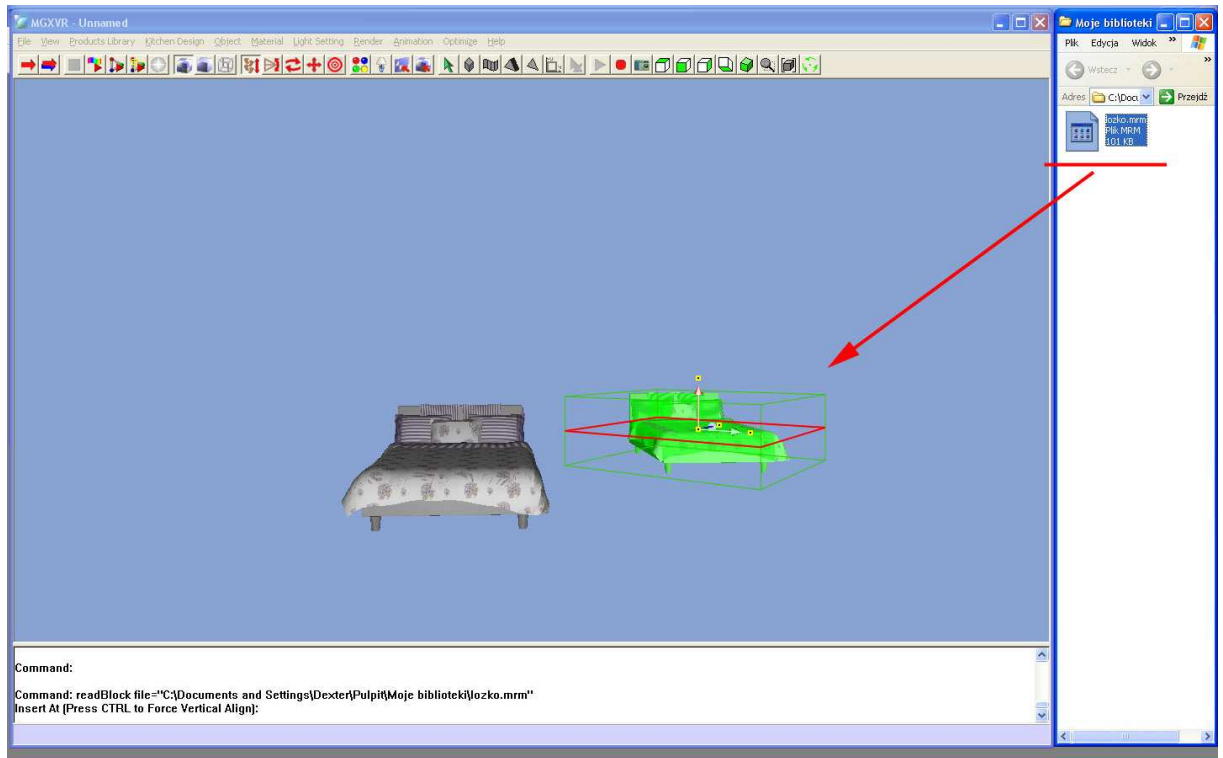 MGXVR - Unnamed
File View Products Library Kitchen Design Object Material Light Setting Render Animation Optimize Help
Command:
Command: readBlock file="C:\Documents and Settings\Dexter\Pulpit\Moje biblioteki\lozko.mrm"
Insert At (Press CTRL to Force Vertical Align):
Moje biblioteki
Plik Edycja Widok »
Wstecz »
Adres C:\Docu Przejdź
lozko.mrm
Plik MRM
101 KB